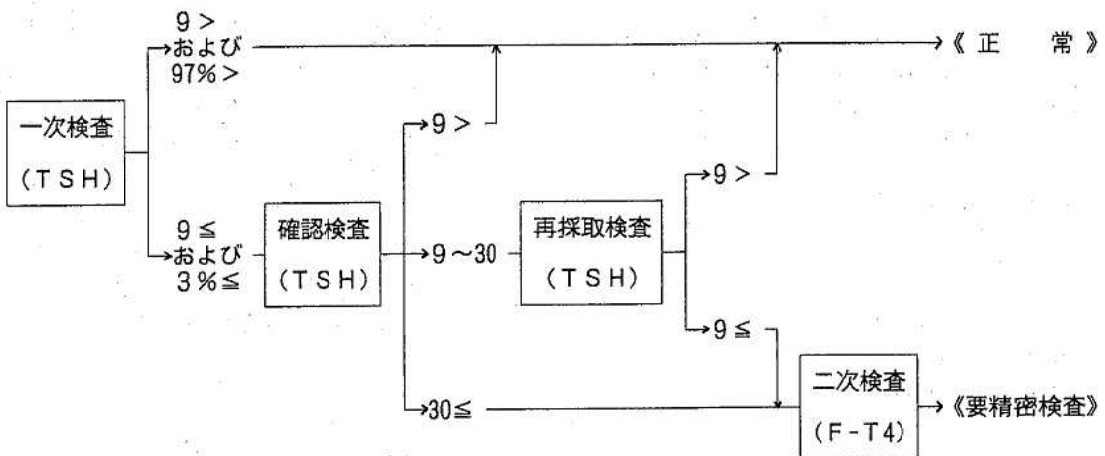 9 >
および
97% >
《 正 常 》
一次検査
(TSH)
9 >
9 >
9 ≦
および
3% ≦
確認検査
(TSH)
9～30
再採取検査
(TSH)
9 ≦
30≦
二次検査
(F-T4)
《要精密検査》